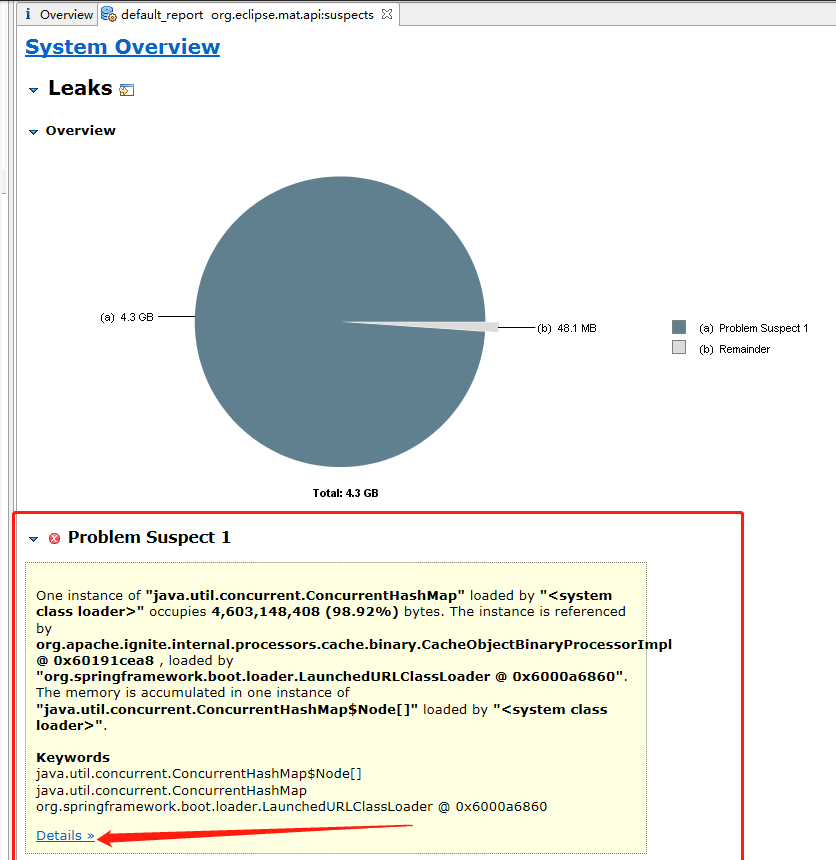 Overview
default_report org.eclipse.mat.api:suspects
System Overview
Leaks
Overview
(a) 4.3 GB
(b) 48.1 MB
(a) Problem Suspect 1
(b) Remainder
Total: 4.3 GB
Problem Suspect 1
One instance of "java.util.concurrent.ConcurrentHashMap" loaded by "<system
class loader>" occupies 4,603,148,408 (98.92%) bytes. The instance is referenced
by
org.apache.ignite.internal.processors.cache.binary.CacheObjectBinaryProcessorImpl
@ 0x60191cea8 , loaded by
"org.springframework.boot.loader.LaunchedURLClassLoader @ 0x6000a6860".
The memory is accumulated in one instance of
"java.util.concurrent.ConcurrentHashMap$Node[]" loaded by "<system class
loader>".
Keywords
java.util.concurrent.ConcurrentHashMap$Node[]
java.util.concurrent.ConcurrentHashMap
org.springframework.boot.loader.LaunchedURLClassLoader @ 0x6000a6860
Details »